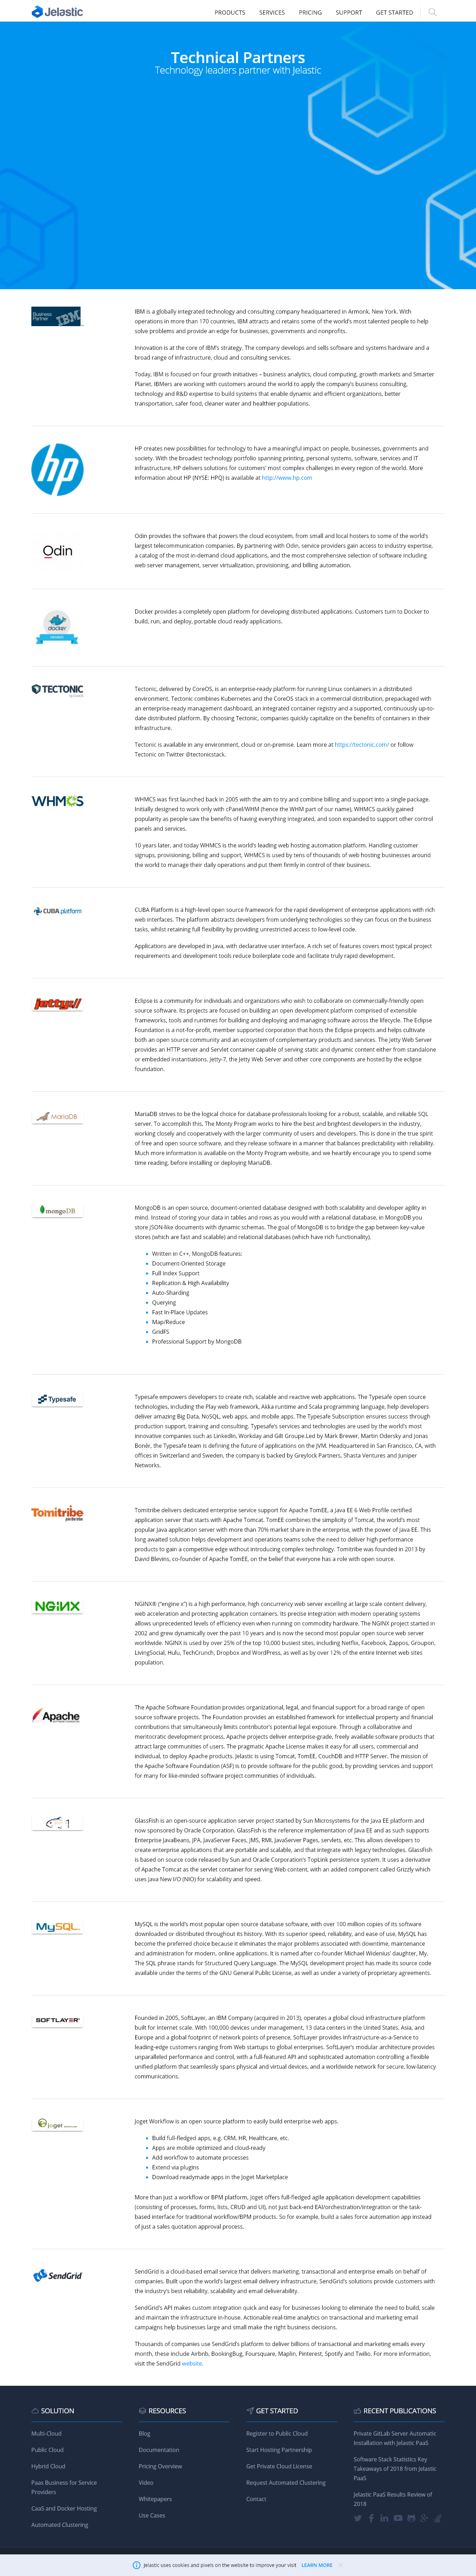 Jelastic
PRODUCTS SERVICES PRICING SUPPORT GET STARTED
Technical Partners
Technology leaders partner with Jelastic
Business Partner IBM
IBM is a globally integrated technology and consulting company headquartered in Armonk, New York. With
operations in more than 170 countries, IBM attracts and retains some of the world's most talented people to help
solve problems and provide an edge for businesses, governments and nonprofits.
Innovation is at the core of IBM's strategy. The company develops and sells software and systems hardware and a
broad range of infrastructure, cloud and consulting services.
Today, IBM is focused on four growth initiatives – business analytics, cloud computing, growth markets and Smarter
Planet. IBMers are working with customers around the world to apply the company's business consulting,
technology and R&D expertise to build systems that enable dynamic and efficient organizations, better
transportation, safer food, cleaner water and healthier populations.
hp
HP creates new possibilities for technology to have a meaningful impact on people, businesses, governments and
society. With the broadest technology portfolio spanning printing, personal systems, software, services and IT
infrastructure, HP delivers solutions for customers' most complex challenges in every region of the world. More
information about HP (NYSE: HPQ) is available at http://www.hp.com
Odin
Odin provides the software that powers the cloud ecosystem, from small and local hosters to some of the world's
largest telecommunication companies. By partnering with Odin, service providers gain access to industry expertise,
a catalog of the most in-demand cloud applications, and the most comprehensive selection of software including
web server management, server virtualization, provisioning, and billing automation.
docker
Docker provides a completely open platform for developing distributed applications. Customers turn to Docker to
build, run, and deploy, portable cloud ready applications.
TECTONIC
Tectonic, delivered by CoreOS, is an enterprise-ready platform for running Linux containers in a distributed
environment. Tectonic combines Kubernetes and the CoreOS stack in a commercial distribution, prepackaged with
an enterprise-ready management dashboard, an integrated container registry and a supported, continuously up-to-
date distributed platform. By choosing Tectonic, companies quickly capitalize on the benefits of containers in their
infrastructure.
Tectonic is available in any environment, cloud or on-premise. Learn more at https://tectonic.com/ or follow
Tectonic on Twitter @tectonicstack.
WHMCS
WHMCS was first launched back in 2005 with the aim to try and combine billing and support into a single package.
Initially designed to work only with cPanel/WHM (hence the WHM part of our name), WHMCS quickly gained
popularity as people saw the benefits of having everything integrated, and soon expanded to support other control
panels and services.
10 years later, and today WHMCS is the world's leading web hosting automation platform. Handling customer
signups, provisioning, billing and support, WHMCS is used by tens of thousands of web hosting businesses around
the world to manage their daily operations and put them firmly in control of their business.
CUBA platform
CUBA Platform is a high-level open source framework for the rapid development of enterprise applications with rich
web interfaces. The platform abstracts developers from underlying technologies so they can focus on the business
tasks, whilst retaining full flexibility by providing unrestricted access to low-level code.
Applications are developed in Java, with declarative user interface. A rich set of features covers most typical project
requirements and development tools reduce boilerplate code and facilitate truly rapid development.
jetty://
Eclipse is a community for individuals and organizations who wish to collaborate on commercially-friendly open
source software. Its projects are focused on building an open development platform comprised of extensible
frameworks, tools and runtimes for building and deploying and managing software across the lifecycle. The Eclipse
Foundation is a not-for-profit, member supported corporation that hosts the Eclipse projects and helps cultivate
both an open source community and an ecosystem of complementary products and services. The Jetty Web Server
provides an HTTP server and Servlet container capable of serving static and dynamic content either from standalone
or embedded instantiations. Jetty-7, the Jetty Web Server and other core components are hosted by the eclipse
foundation.
MariaDB
MariaDB strives to be the logical choice for database professionals looking for a robust, scalable, and reliable SQL
server. To accomplish this, The Monty Program works to hire the best and brightest developers in the industry,
working closely and cooperatively with the larger community of users and developers. This is done in the true spirit
of free and open source software, and they release software in a manner that balances predictability with reliability.
Much more information is available on the Monty Program website, and we heartily encourage you to spend some
time reading, before installing or deploying MariaDB.
mongoDB
MongoDB is an open source, document-oriented database designed with both scalability and developer agility in
mind. Instead of storing your data in tables and rows as you would with a relational database, in MongoDB you
store JSON-like documents with dynamic schemas. The goal of MongoDB is to bridge the gap between key-value
stores (which are fast and scalable) and relational databases (which have rich functionality).
Written in C++, MongoDB features:
Document-Oriented Storage
Full Index Support
Replication & High Availability
Auto-Sharding
Querying
Fast In-Place Updates
Map/Reduce
GridFS
Professional Support by MongoDB
Typesafe
Typesafe empowers developers to create rich, scalable and reactive web applications. The Typesafe open source
technologies, including the Play web framework, Akka runtime and Scala programming language, help developers
deliver amazing Big Data, NoSQL, web apps, and mobile apps. The Typesafe Subscription ensures success through
production support, training and consulting. Typesafe's services and technologies are used by the world's most
innovative companies such as LinkedIn, Workday and Gilt Groupe.Led by Mark Brewer, Martin Odersky and Jonas
Bonér, the Typesafe team is defining the future of applications on the JVM. Headquartered in San Francisco, CA, with
offices in Switzerland and Sweden, the company is backed by Greylock Partners, Shasta Ventures and Juniper
Networks.
Tomitribe
Tomitribe delivers dedicated enterprise service support for Apache TomEE, a Java EE 6 Web Profile certified
application server that starts with Apache Tomcat. TomEE combines the simplicity of Tomcat, the world's most
popular Java application server with more than 70% market share in the enterprise, with the power of Java EE. This
long awaited solution helps development and operations teams solve the need to deliver high performance
products to gain a competitive edge without introducing complex technology. Tomitribe was founded in 2013 by
David Blevins, co-founder of Apache TomEE, on the belief that everyone has a role with open source.
NGINX
NGINX® ("engine x") is a high performance, high concurrency web server excelling at large scale content delivery,
web acceleration and protecting application containers. Its precise integration with modern operating systems
allows unprecedented levels of efficiency even when running on commodity hardware. The NGINX project started in
2002 and grew dynamically over the past 10 years and is now the second most popular open source web server
worldwide. NGINX is used by over 25% of the top 10,000 busiest sites, including Netflix, Facebook, Zappos, Groupon,
LivingSocial, Hulu, TechCrunch, Dropbox and WordPress, as well as by over 12% of the entire Internet web sites
population.
Apache
The Apache Software Foundation provides organizational, legal, and financial support for a broad range of open
source software projects. The Foundation provides an established framework for intellectual property and financial
contributions that simultaneously limits contributor's potential legal exposure. Through a collaborative and
meritocratic development process, Apache projects deliver enterprise-grade, freely available software products that
attract large communities of users. The pragmatic Apache License makes it easy for all users, commercial and
individual, to deploy Apache products. Jelastic is using Tomcat, TomEE, CouchDB and HTTP Server. The mission of
the Apache Software Foundation (ASF) is to provide software for the public good, by providing services and support
for many for like-minded software project communities of individuals.
GlassFish is an open-source application server project started by Sun Microsystems for the Java EE platform and
now sponsored by Oracle Corporation. GlassFish is the reference implementation of Java EE and as such supports
Enterprise JavaBeans, JPA, JavaServer Faces, JMS, RMI, JavaServer Pages, servlets, etc. This allows developers to
create enterprise applications that are portable and scalable, and that integrate with legacy technologies. Glassfish
is based on source code released by Sun and Oracle Corporation's TopLink persistence system. It uses a derivative
of Apache Tomcat as the servlet container for serving Web content, with an added component called Grizzly which
uses Java New I/O (NIO) for scalability and speed.
MySQL
MySQL is the world's most popular open source database software, with over 100 million copies of its software
downloaded or distributed throughout its history. With its superior speed, reliability, and ease of use, MySQL has
become the preferred choice because it eliminates the major problems associated with downtime, maintenance
and administration for modern, online applications. It is named after co-founder Michael Widenius' daughter, My.
The SQL phrase stands for Structured Query Language. The MySQL development project has made its source code
available under the terms of the GNU General Public License, as well as under a variety of proprietary agreements.
SOFTLAYER
Founded in 2005, SoftLayer, an IBM Company (acquired in 2013), operates a global cloud infrastructure platform
built for Internet scale. With 100,000 devices under management, 13 data centers in the United States, Asia, and
Europe and a global footprint of network points of presence, SoftLayer provides Infrastructure-as-a-Service to
leading-edge customers ranging from Web startups to global enterprises. SoftLayer's modular architecture provides
unparalleled performance and control, with a full-featured API and sophisticated automation controlling a flexible
unified platform that seamlessly spans physical and virtual devices, and a worldwide network for secure, low-latency
communications.
joget
Joget Workflow is an open source platform to easily build enterprise web apps.
Build full-fledged apps, e.g. CRM, HR, Healthcare, etc.
Apps are mobile optimized and cloud-ready
Add workflow to automate processes
Extend via plugins
Download readymade apps in the Joget Marketplace
More than just a workflow or BPM platform, Joget offers full-fledged agile application development capabilities
(consisting of processes, forms, lists, CRUD and UI), not just back-end EAI/orchestration/integration or the task-
based interface for traditional workflow/BPM products. So for example, build a sales force automation app instead
of just a sales quotation approval process.
SendGrid
SendGrid is a cloud-based email service that delivers marketing, transactional and enterprise emails on behalf of
companies. Built upon the world's largest email delivery infrastructure, SendGrid's solutions provide customers with
the industry's best reliability, scalability and email deliverability.
SendGrid's API makes custom integration quick and easy for businesses looking to eliminate the need to build, scale
and maintain the infrastructure in-house. Actionable real-time analytics on transactional and marketing email
campaigns help businesses large and small make the right business decisions.
Thousands of companies use SendGrid's platform to deliver billions of transactional and marketing emails every
month, these include Airbnb, BookingBug, Foursquare, Maplin, Pinterest, Spotify and Twilio. For more information,
visit the SendGrid website.
SOLUTION
Multi-Cloud
Public Cloud
Hybrid Cloud
Paas Business for Service
Providers
CaaS and Docker Hosting
Automated Clustering
RESOURCES
Blog
Documentation
Pricing Overview
Video
Whitepapers
Use Cases
GET STARTED
Register to Public Cloud
Start Hosting Partnership
Get Private Cloud License
Request Automated Clustering
Contact
RECENT PUBLICATIONS
Private GitLab Server Automatic
Installation with Jelastic PaaS
Software Stack Statistics Key
Takeaways of 2018 from Jelastic
PaaS
Jelastic PaaS Results Review of
2018
Jelastic uses cookies and pixels on the website to improve your visit LEARN MORE